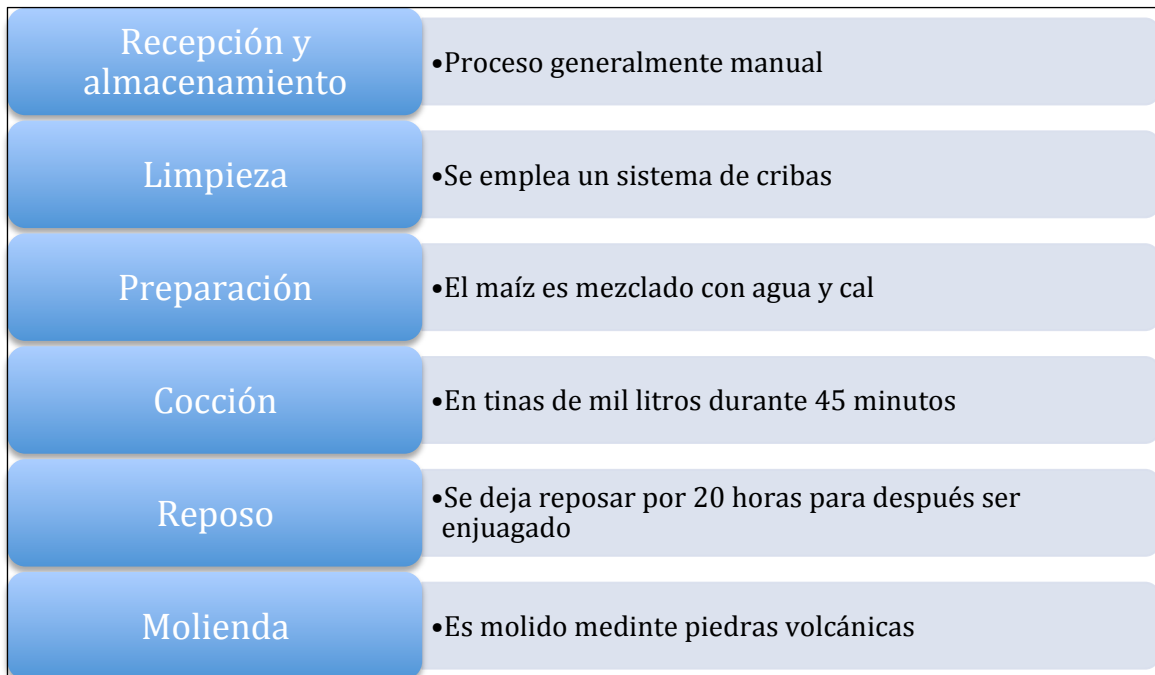 Recepción y
almacenamiento
•Proceso generalmente manual
Limpieza
•Se emplea un sistema de cribas
Preparación
•El maíz es mezclado con agua y cal
Cocción
•En tinas de mil litros durante 45 minutos
Reposo
•Se deja reposar por 20 horas para después ser
enjuagado
Molienda
•Es molido medinte piedras volcánicas